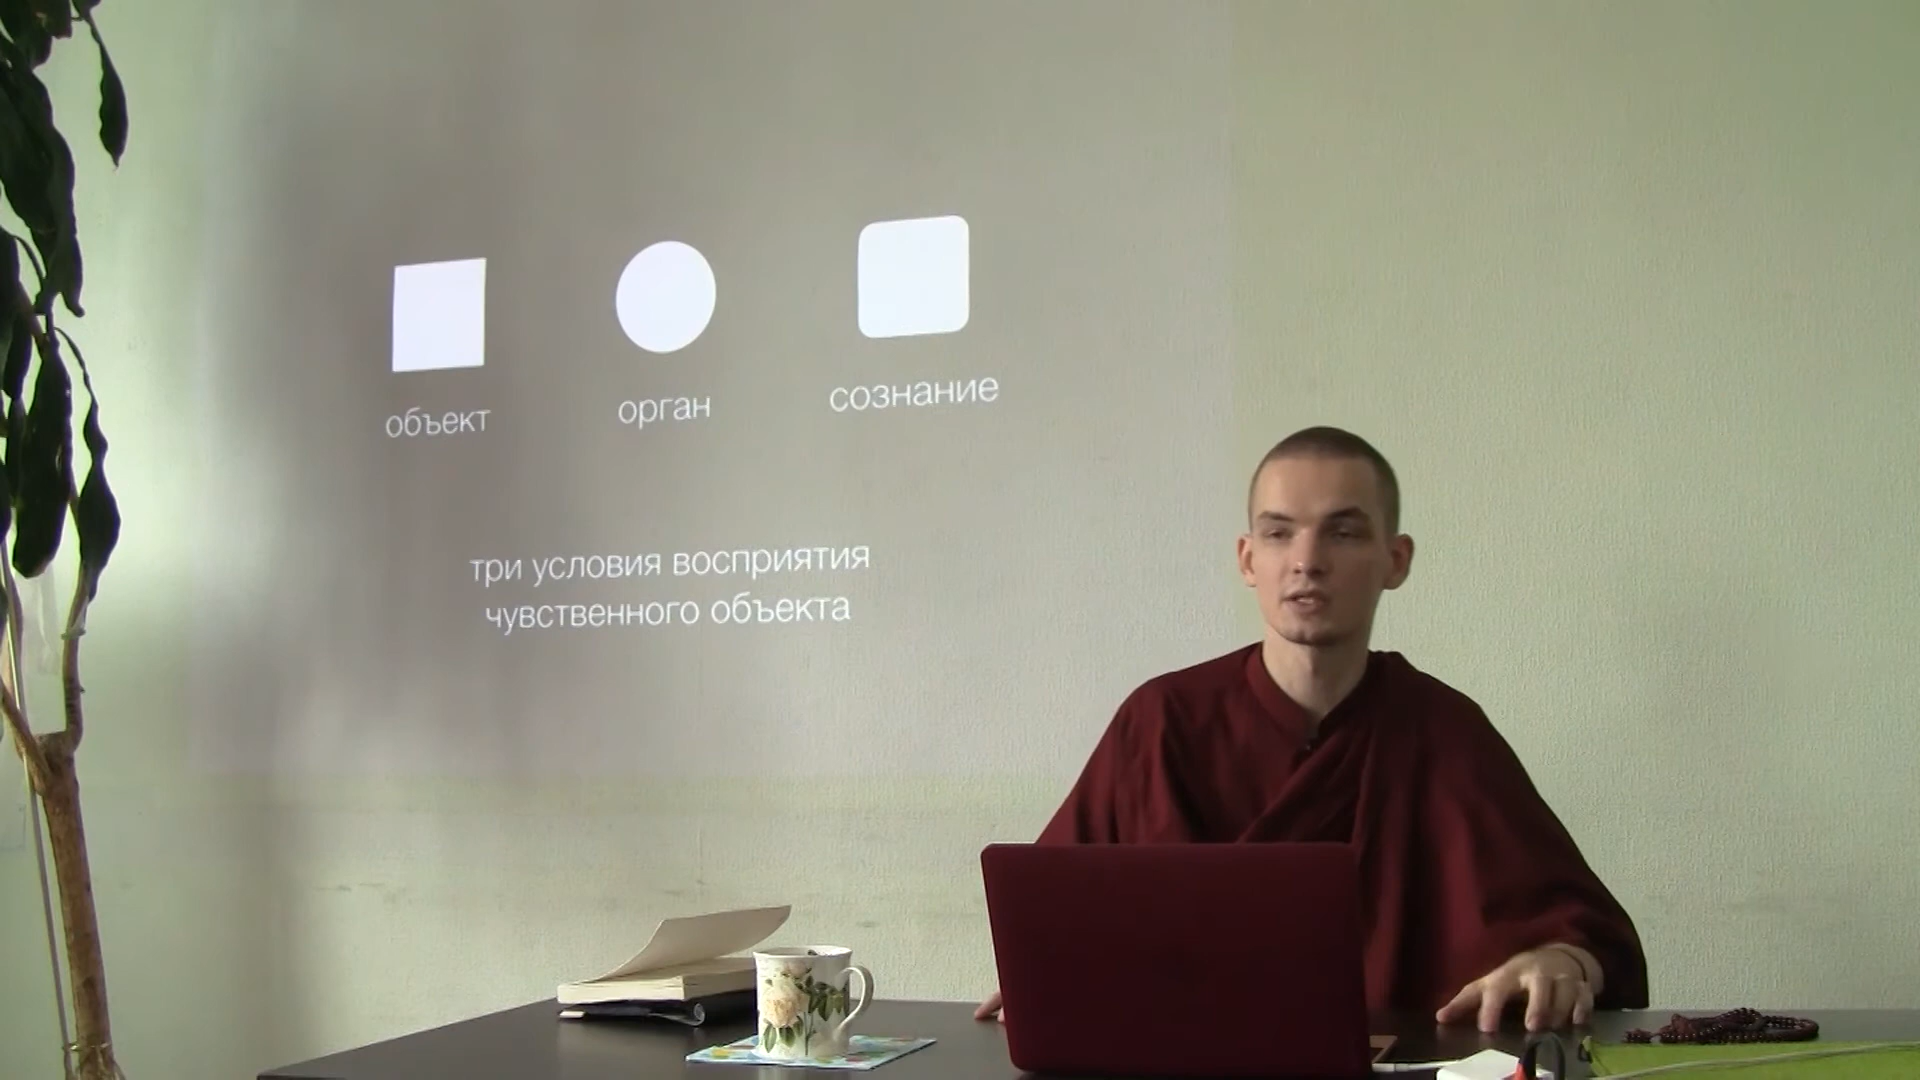 объект
орган
сознание
три условия восприятия
чувственного объекта